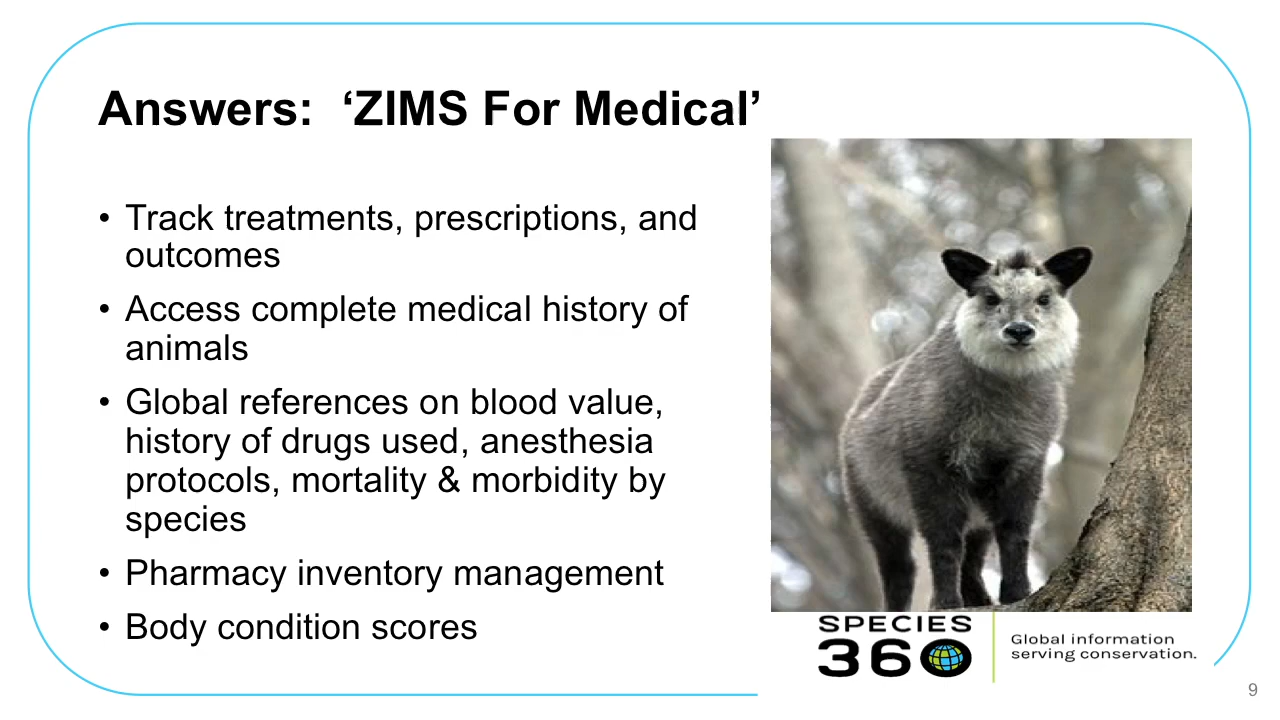 Answers:  ‘ZIMS For Medical’
• Track treatments, prescriptions, and
outcomes
• Access complete medical history of
animals
• Global references on blood value,
history of drugs used, anesthesia
protocols, mortality & morbidity by
species
• Pharmacy inventory management
• Body condition scores
SPECIES
360
Global information
serving conservation.
9